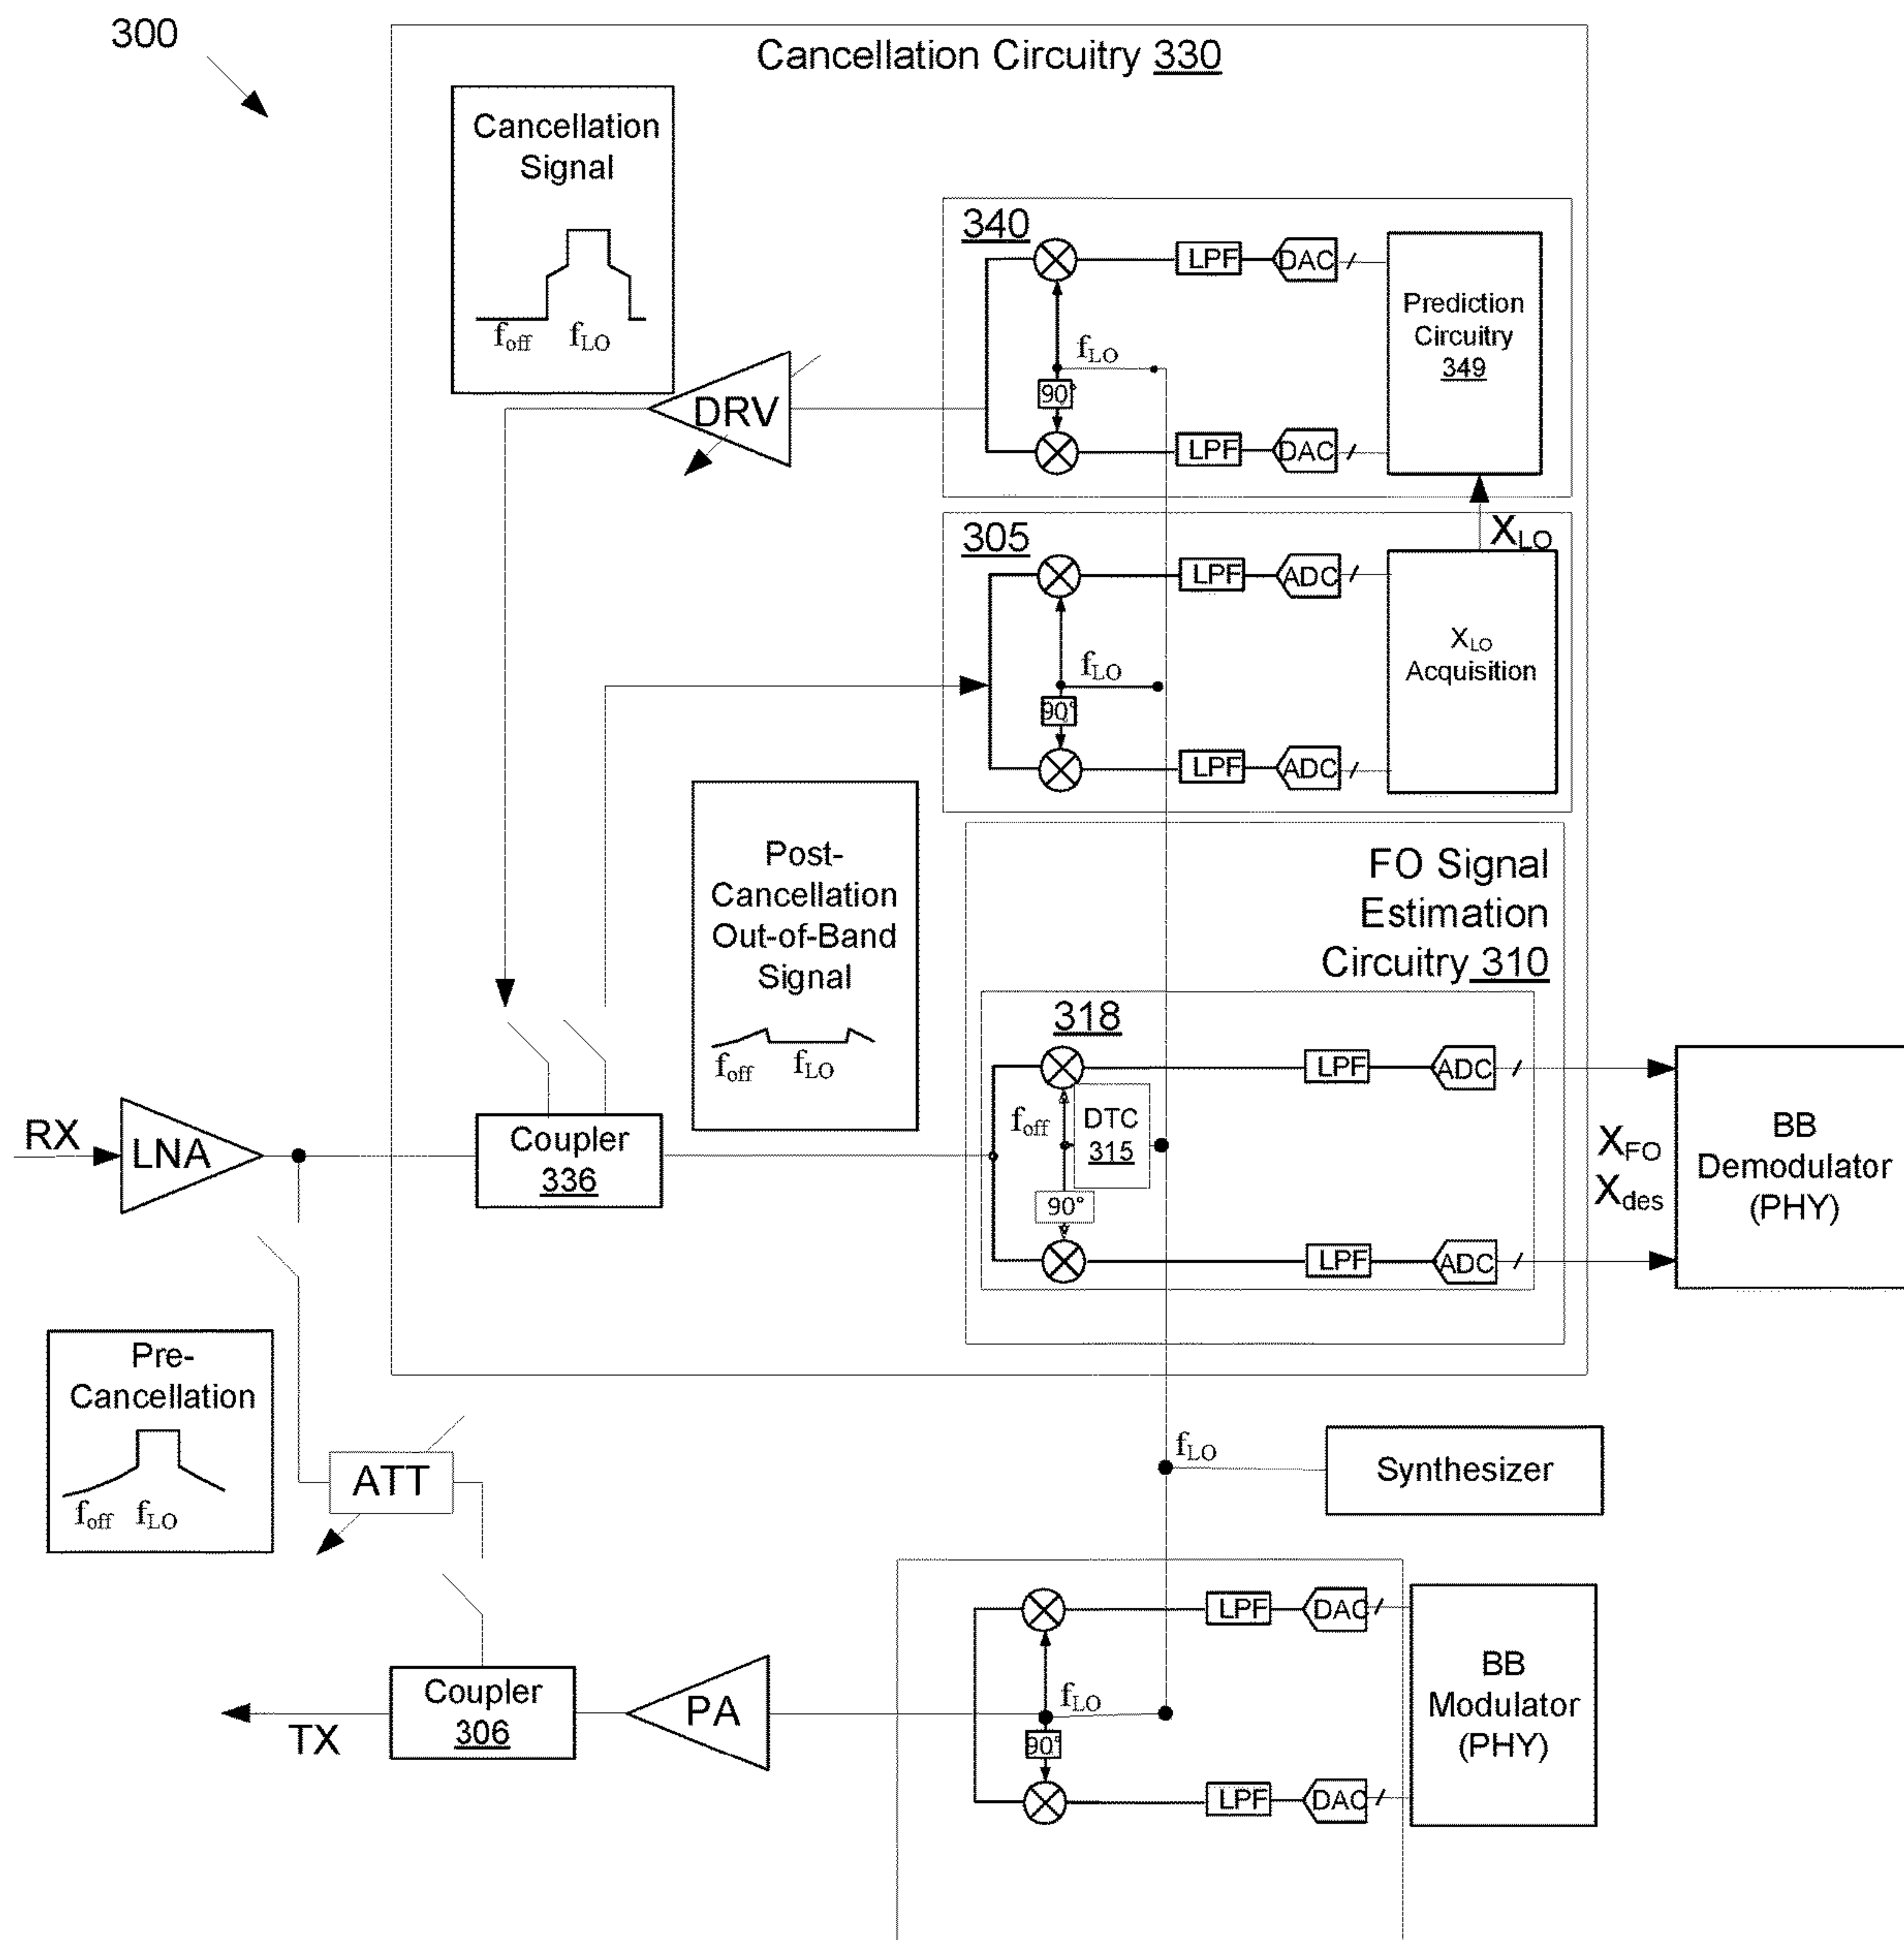 300
Cancellation Circuitry 330
Cancellation
Signal
f_off f_LO
DRV
340
LPF
DAC
f_LO
90°
LPF
DAC
Prediction
Circuitry
349
X_LO
305
LPF
ADC
f_LO
90°
LPF
ADC
X_LO
Acquisition
Post-
Cancellation
Out-of-Band
Signal
f_off f_LO
FO Signal
Estimation
Circuitry 310
318
LPF
ADC
f_off
DTC
315
90°
LPF
ADC
RX
LNA
Coupler
336
X_FO
X_des
BB
Demodulator
(PHY)
Pre-
Cancellation
f_off f_LO
ATT
f_LO
Synthesizer
TX
Coupler
306
PA
LPF
DAC
f_LO
90°
LPF
DAC
BB
Modulator
(PHY)